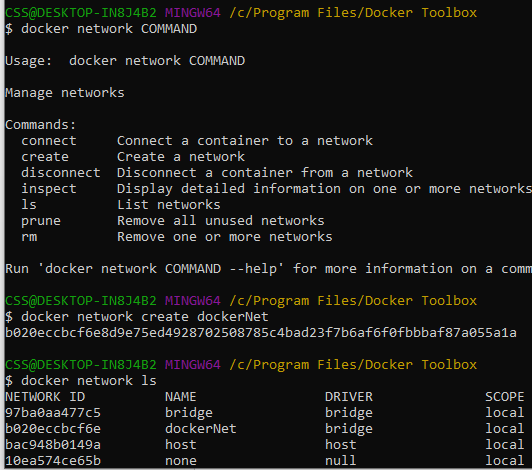 CSS@DESKTOP-IN8J4B2 MINGW64 /c/Program Files/Docker Toolbox
$ docker network COMMAND
Usage:  docker network COMMAND
Manage networks
Commands:
  connect     Connect a container to a network
  create      Create a network
  disconnect  Disconnect a container from a network
  inspect     Display detailed information on one or more networks
  ls          List networks
  prune       Remove all unused networks
  rm          Remove one or more networks
Run 'docker network COMMAND --help' for more information on a comm
CSS@DESKTOP-IN8J4B2 MINGW64 /c/Program Files/Docker Toolbox
$ docker network create dockerNet
b020eccbcf6e8d9e75ed4928702508785c4bad23f7b6af6f0fbbbaf87a055a1a
CSS@DESKTOP-IN8J4B2 MINGW64 /c/Program Files/Docker Toolbox
$ docker network ls
NETWORK ID          NAME                DRIVER              SCOPE
97ba0aa477c5        bridge              bridge              local
b020eccbcf6e        dockerNet           bridge              local
bac948b0149a        host                host                local
10ea574ce65b        none                null                local